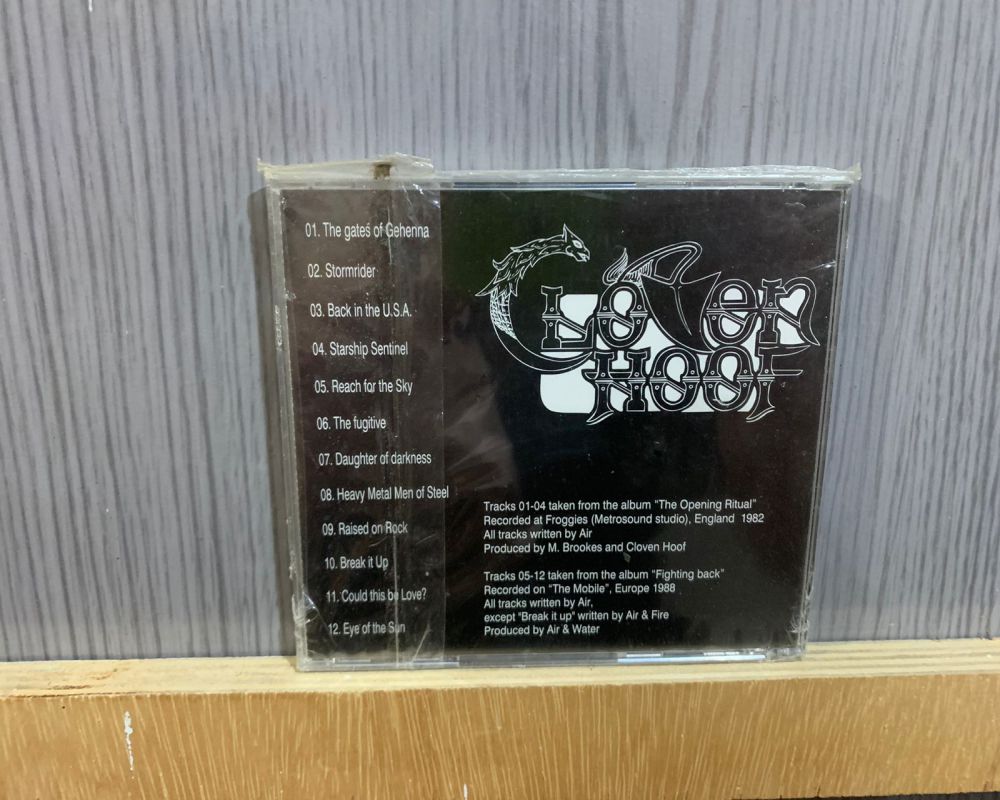 01. The gates of Gehenna
02. Stormrider
03. Back in the U.S.A.
04. Starship Sentinel
05. Reach for the Sky
06. The fugitive
07. Daughter of darkness
08. Heavy Metal Men of Steel
09. Raised on Rock
10. Break it Up
11. Could this be Love?
12. Eye of the Sun
Cloven
Hoof
Tracks 01-04 taken from the album "The Opening Ritual"
Recorded at Froggies (Metrosound studio), England 1982
All tracks written by Air
Produced by M. Brookes and Cloven Hoof
Tracks 05-12 taken from the album "Fighting back"
Recorded on "The Mobile", Europe 1988
All tracks written by Air,
except "Break it up" written by Air & Fire
Produced by Air & Water